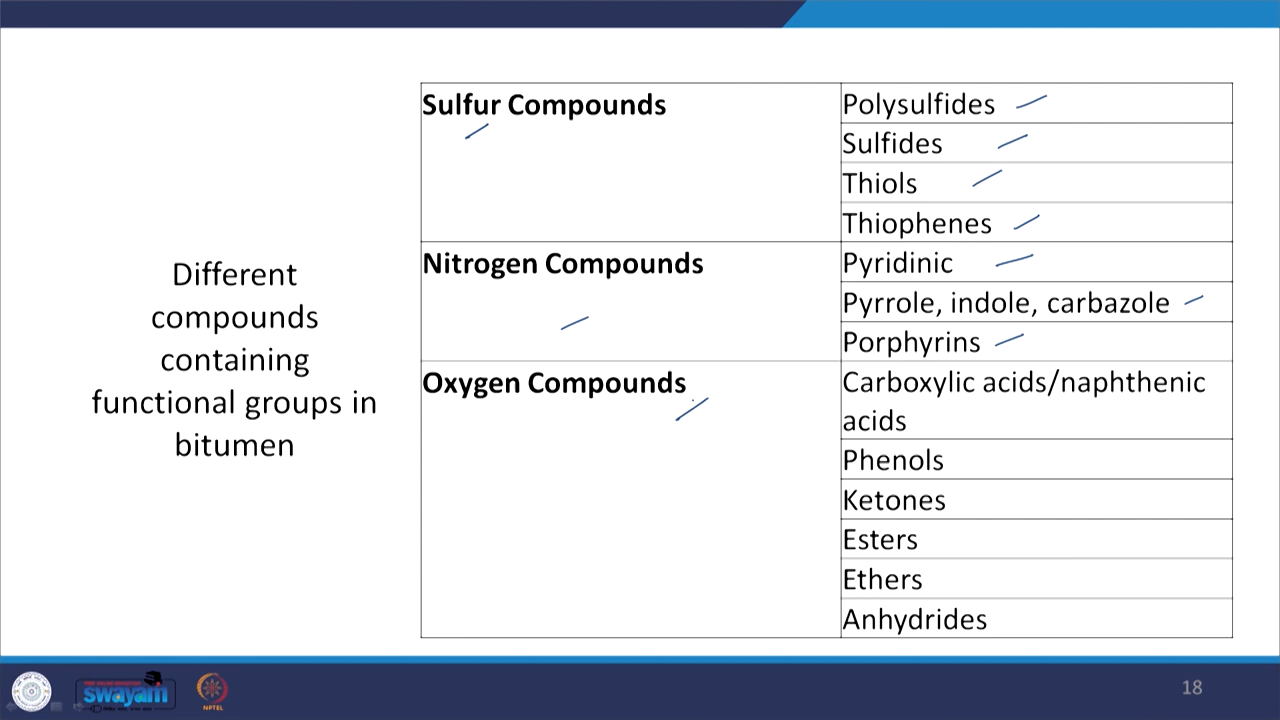 Different
compounds
containing
functional groups in
bitumen
Sulfur Compounds
Polysulfides
Sulfides
Thiols
Thiophenes
Nitrogen Compounds
Pyridinic
Pyrrole, indole, carbazole
Porphyrins
Oxygen Compounds
Carboxylic acids/naphthenic
acids
Phenols
Ketones
Esters
Ethers
Anhydrides
swayam
NPTEL
18